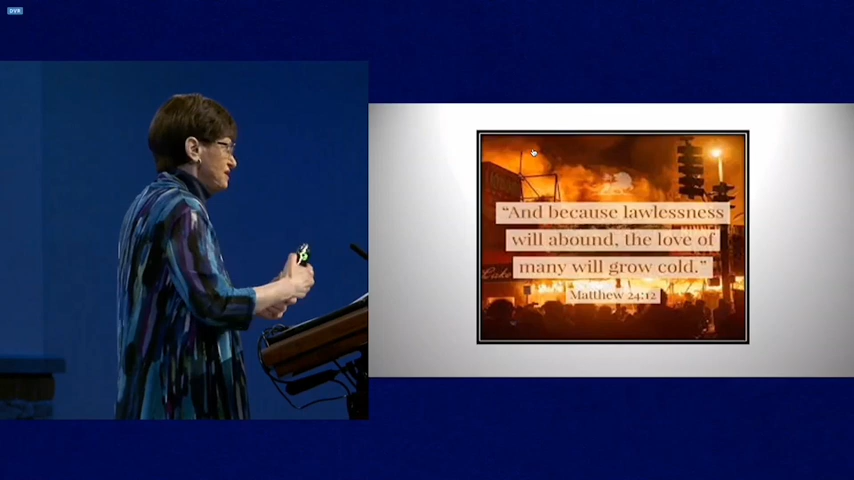 DVR
“And because lawlessness
will abound, the love of
many will grow cold.”
Matthew 24:12